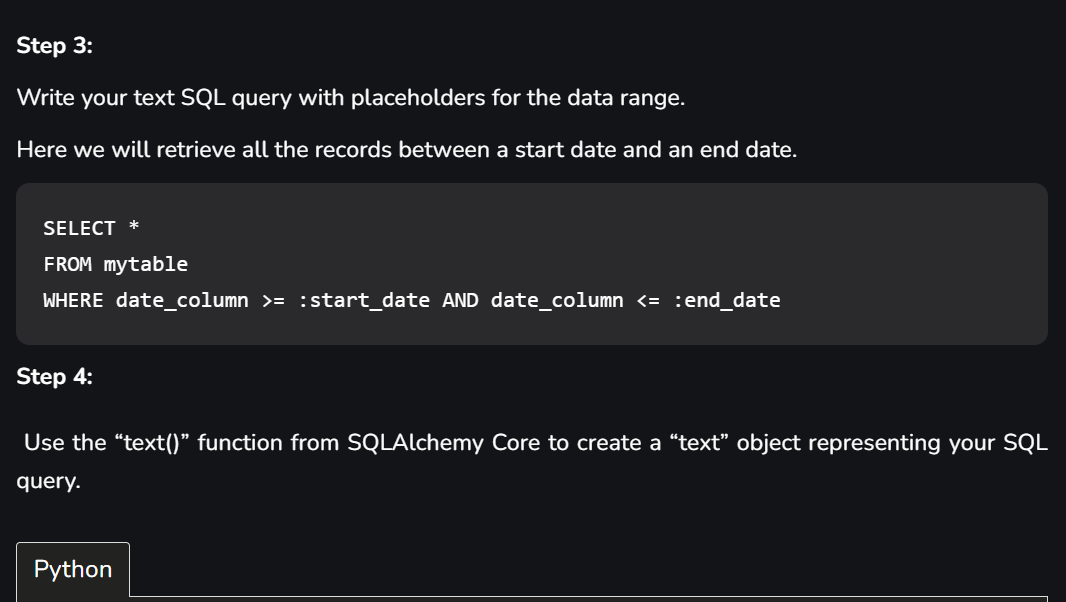 Step 3:
Write your text SQL query with placeholders for the data range.
Here we will retrieve all the records between a start date and an end date.
SELECT *
FROM mytable
WHERE date_column >= :start_date AND date_column <= :end_date
Step 4:
Use the “text()” function from SQLAlchemy Core to create a “text” object representing your SQL
query.
Python